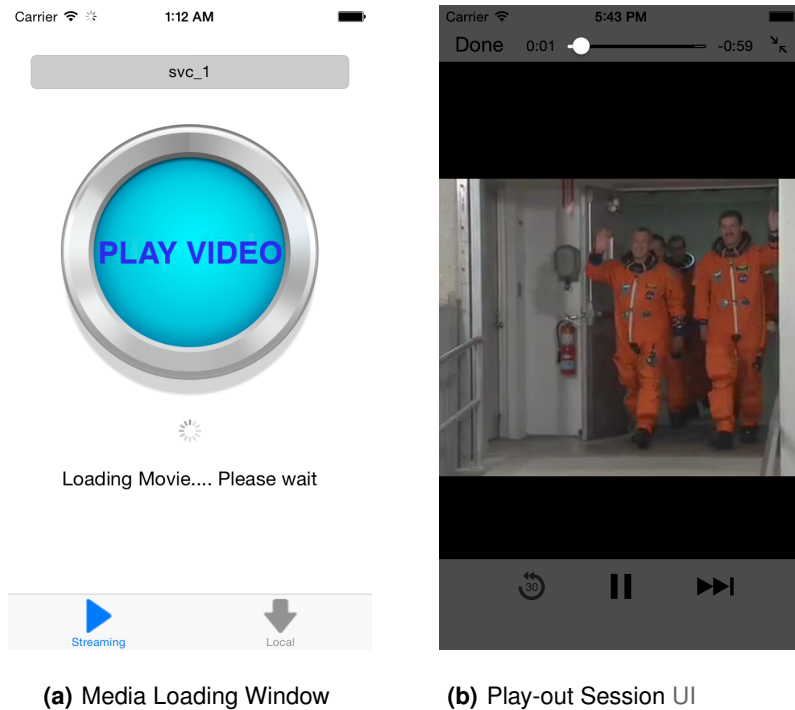 Carrier 1:12 AM
svc_1
PLAY VIDEO
Loading Movie.... Please wait
Streaming Local
(a) Media Loading Window
Carrier 5:43 PM
Done 0:01 -0:59
30
(b) Play-out Session UI